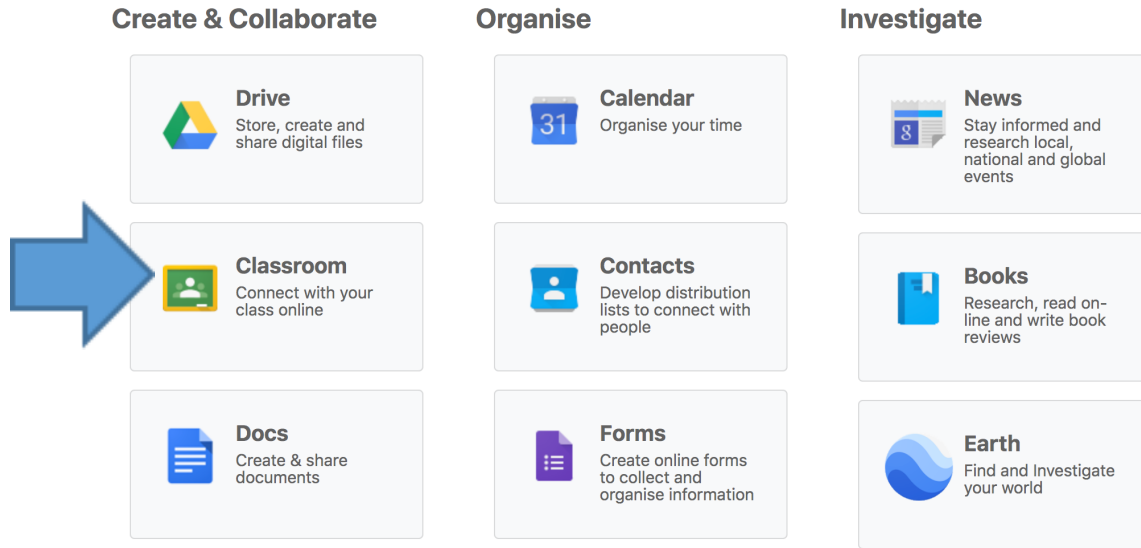 Create & Collaborate
Drive
Store, create and
share digital files
Classroom
Connect with your
class online
Docs
Create & share
documents
Organise
31
Calendar
Organise your time
Contacts
Develop distribution
lists to connect with
people
Forms
Create online forms
to collect and
organise information
Investigate
8
News
Stay informed and
research local,
national and global
events
Books
Research, read on-
line and write book
reviews
Earth
Find and Investigate
your world